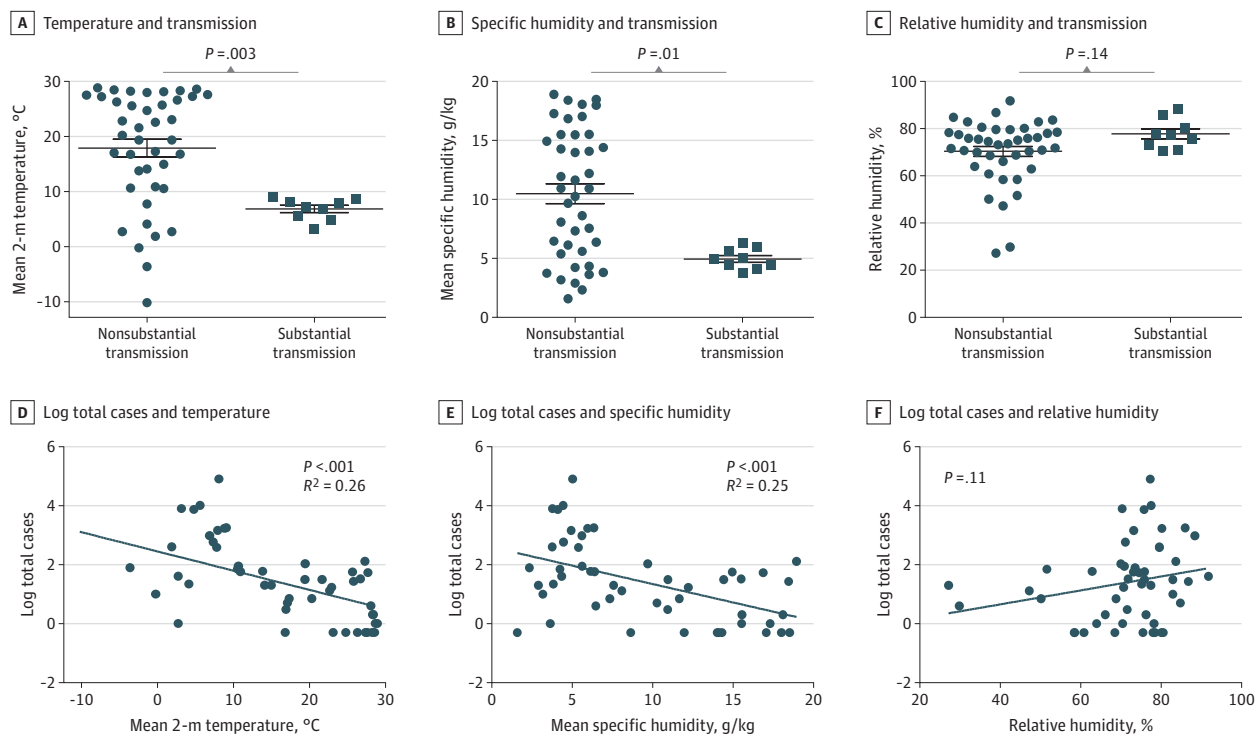 A Temperature and transmission
P =.003
30
20
10
0
-10
Mean 2-m temperature, °C
Nonsubstantial
transmission
Substantial
transmission
B Specific humidity and transmission
P =.01
20
15
10
5
0
Mean specific humidity, g/kg
Nonsubstantial
transmission
Substantial
transmission
C Relative humidity and transmission
P =.14
100
80
60
40
20
0
Relative humidity, %
Nonsubstantial
transmission
Substantial
transmission
D Log total cases and temperature
P <.001
R² = 0.26
6
4
2
0
-2
Log total cases
-10 0 10 20 30
Mean 2-m temperature, °C
E Log total cases and specific humidity
P <.001
R² = 0.25
6
4
2
0
-2
Log total cases
0 5 10 15 20
Mean specific humidity, g/kg
F Log total cases and relative humidity
P =.11
6
4
2
0
-2
Log total cases
20 40 60 80 100
Relative humidity, %